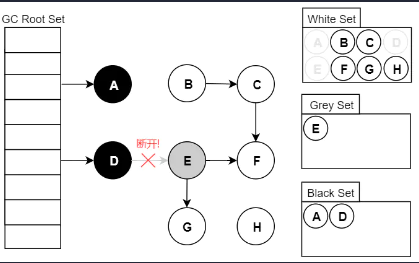 GC Root Set
White Set
A B C D
E F G H
A B C
Grey Set
E
断开!
D E F
Black Set
A D
G H